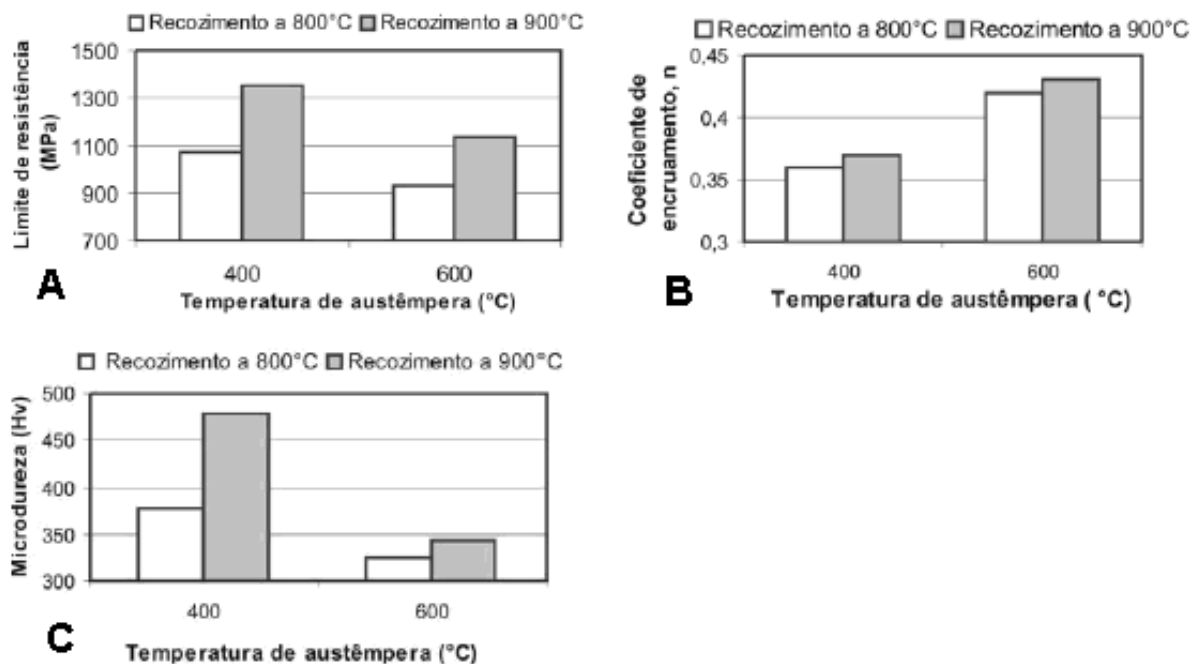 Recozimento a 800°C Recozimento a 900°C
Limite de resistência
(MPa)
1500
1300
1100
900
700
400 600
Temperatura de austêmpera (°C)
A
Recozimento a 800°C Recozimento a 900°C
Coeficiente de
encruamento, n
0,45
0,4
0,35
0,3
400 600
Temperatura de austêmpera ( °C)
B
Recozimento a 800°C Recozimento a 900°C
Microdureza (Hv)
500
450
400
350
300
400 600
Temperatura de austêmpera (°C)
C